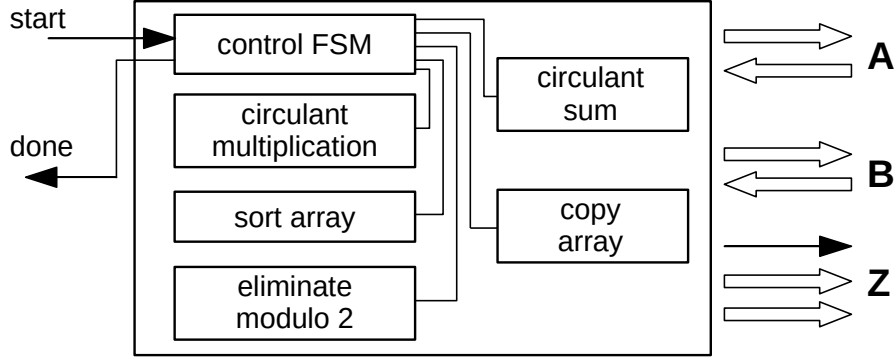 start
control FSM
circulant
sum
A
circulant
multiplication
done
B
sort array
copy
array
eliminate
modulo 2
Z